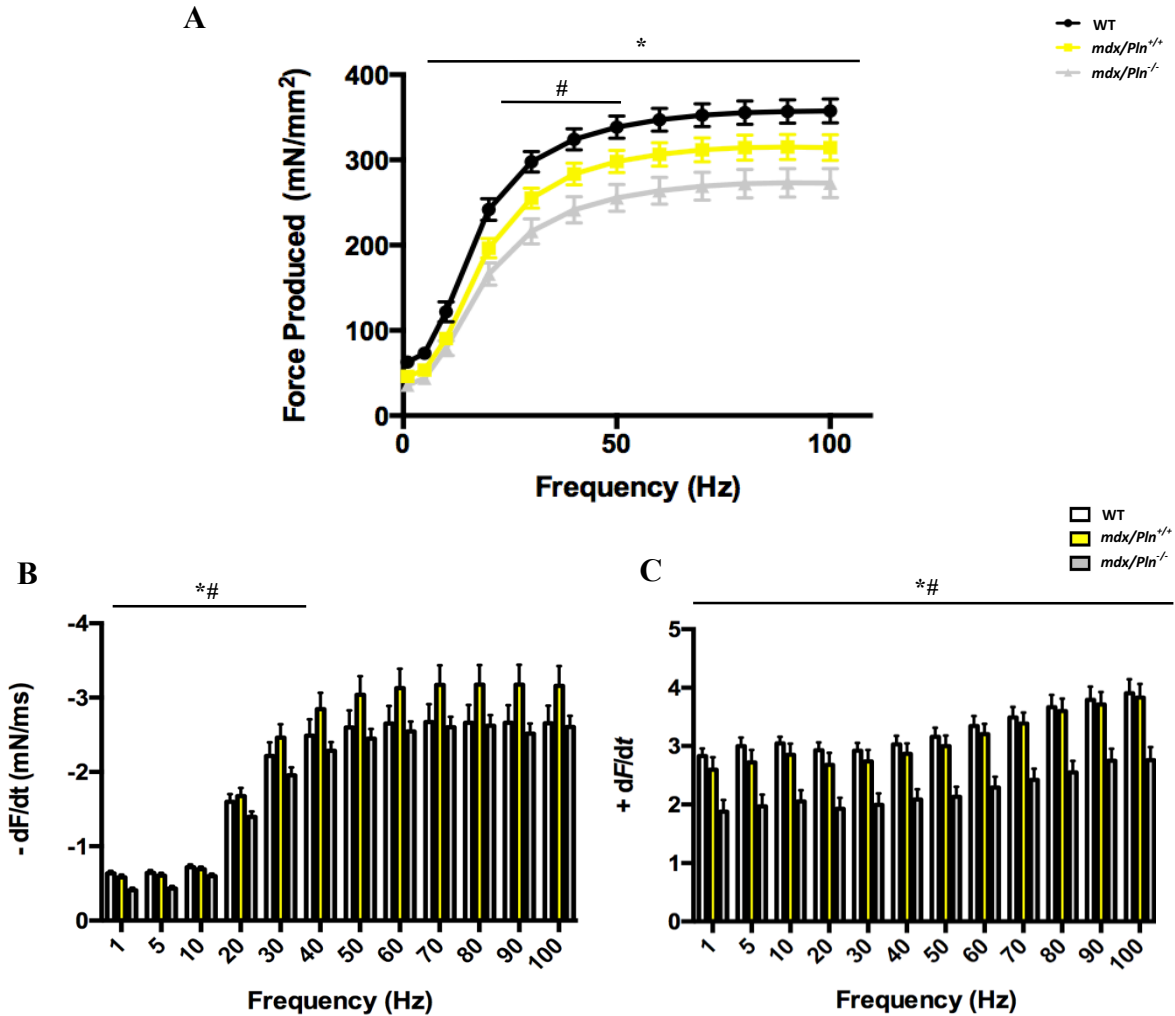 A
WT
mdx/Pln+/+
mdx/Pln-/-
*
#
Force Produced (mN/mm2)
400
300
200
100
0
0 50 100
Frequency (Hz)
WT
mdx/Pln+/+
mdx/Pln-/-
B
*#
- dF/dt (mN/ms)
-4
-3
-2
-1
0
1 5 10 20 30 40 50 60 70 80 90 100
Frequency (Hz)
C
*#
+ dF/dt
5
4
3
2
1
0
1 5 10 20 30 40 50 60 70 80 90 100
Frequency (Hz)